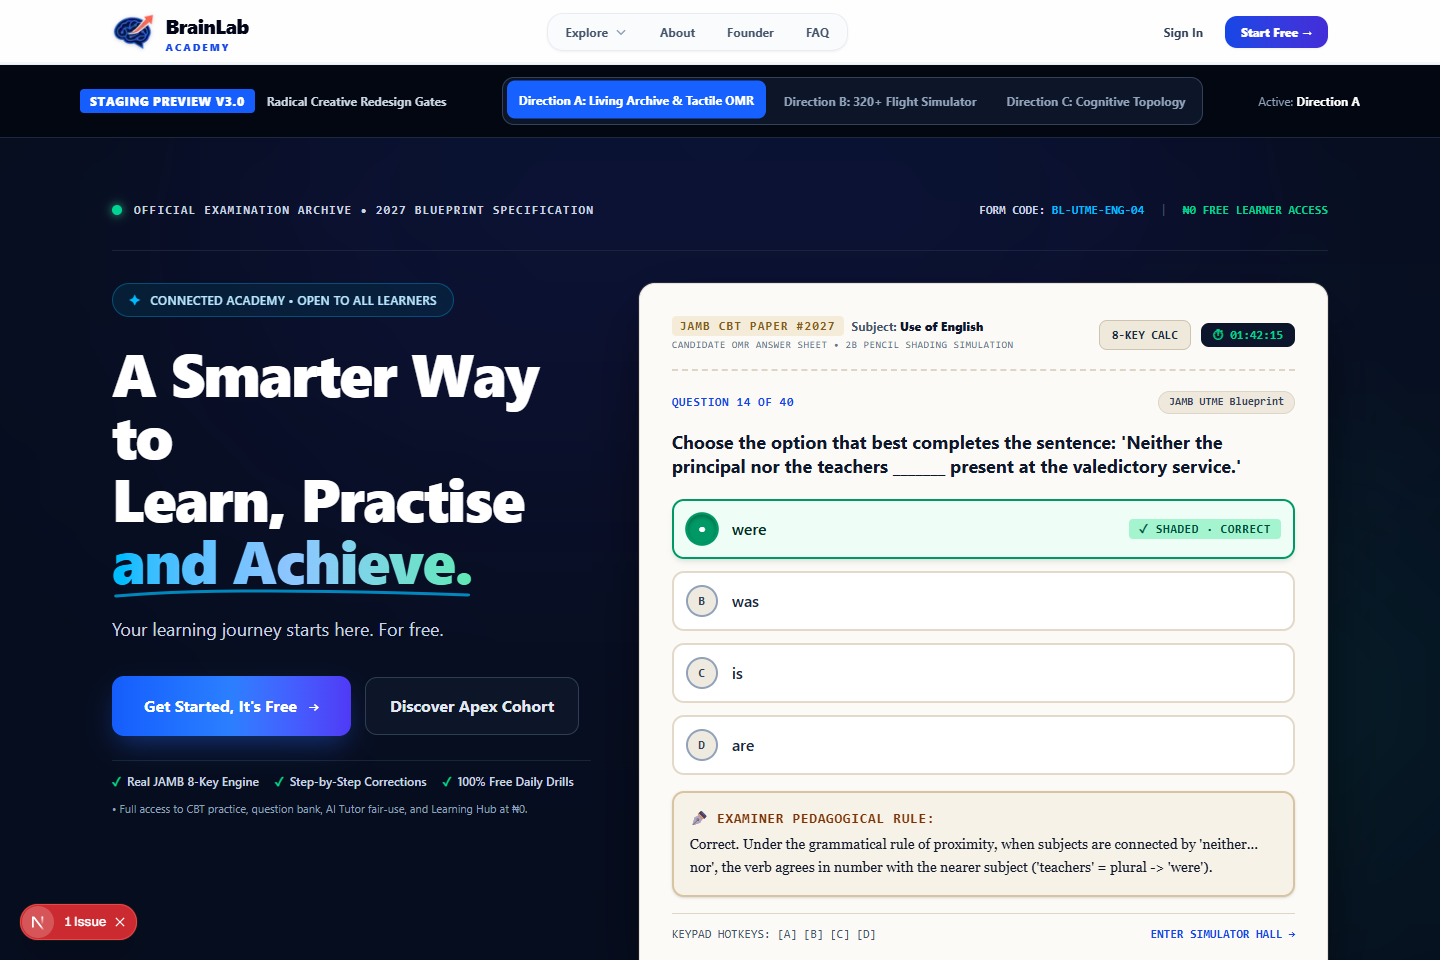 BrainLab
ACADEMY
Explore
About
Founder
FAQ
Sign In
Start Free →
STAGING PREVIEW V3.0
Radical Creative Redesign Gates
Direction A: Living Archive & Tactile OMR
Direction B: 320+ Flight Simulator
Direction C: Cognitive Topology
Active: Direction A
OFFICIAL EXAMINATION ARCHIVE • 2027 BLUEPRINT SPECIFICATION
FORM CODE: BL-UTME-ENG-04 | ₦0 FREE LEARNER ACCESS
✦ CONNECTED ACADEMY • OPEN TO ALL LEARNERS
A Smarter Way
to
Learn, Practise
and Achieve.
Your learning journey starts here. For free.
Get Started, It's Free →
Discover Apex Cohort
✓ Real JAMB 8-Key Engine
✓ Step-by-Step Corrections
✓ 100% Free Daily Drills
• Full access to CBT practice, question bank, AI Tutor fair-use, and Learning Hub at ₦0.
JAMB CBT PAPER #2027
Subject: Use of English
CANDIDATE OMR ANSWER SHEET • 2B PENCIL SHADING SIMULATION
8-KEY CALC
⏱ 01:42:15
QUESTION 14 OF 40
JAMB UTME Blueprint
Choose the option that best completes the sentence: 'Neither the
principal nor the teachers _______ present at the valedictory service.'
● were
✓ SHADED · CORRECT
B was
C is
D are
EXAMINER PEDAGOGICAL RULE:
Correct. Under the grammatical rule of proximity, when subjects are connected by 'neither...
nor', the verb agrees in number with the nearer subject ('teachers' = plural -> 'were').
KEYPAD HOTKEYS: [A] [B] [C] [D]
ENTER SIMULATOR HALL →
N 1 Issue ×